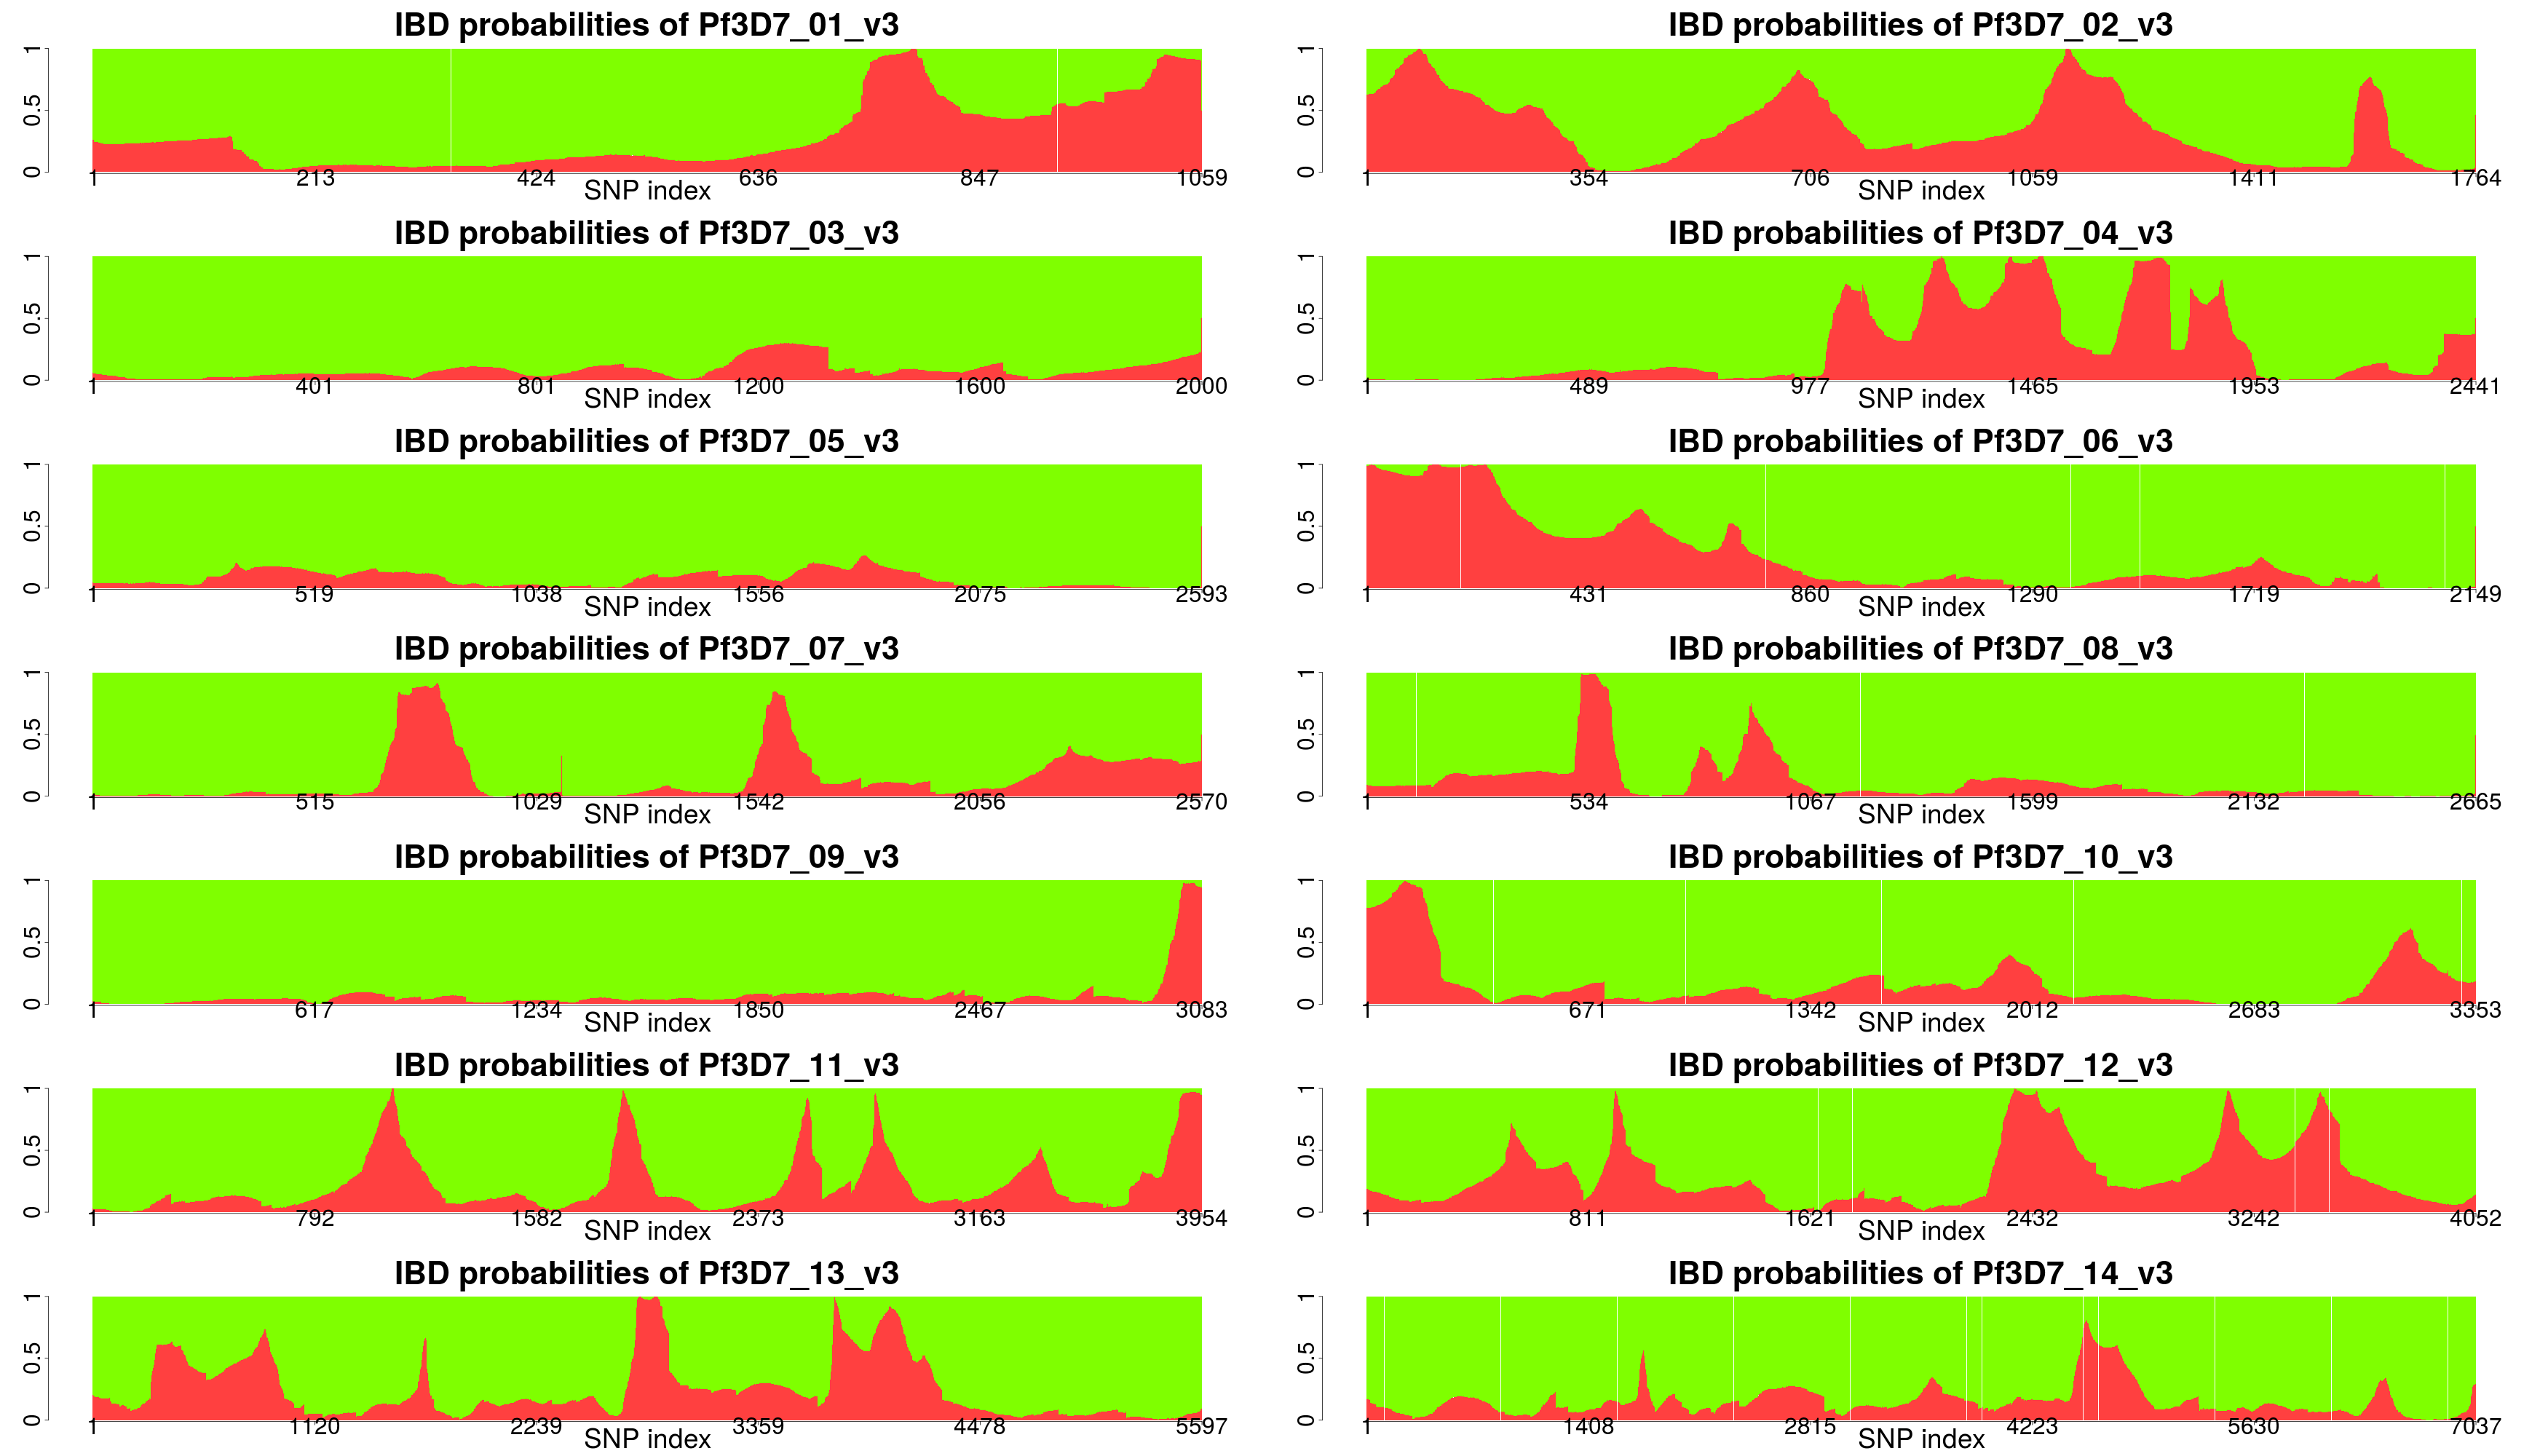 IBD probabilities of Pf3D7_01_v3
0 0.5 1
1 213 424 636 847 1059
SNP index
IBD probabilities of Pf3D7_02_v3
0 0.5 1
1 354 706 1059 1411 1764
SNP index
IBD probabilities of Pf3D7_03_v3
0 0.5 1
1 401 801 1200 1600 2000
SNP index
IBD probabilities of Pf3D7_04_v3
0 0.5 1
1 489 977 1465 1953 2441
SNP index
IBD probabilities of Pf3D7_05_v3
0 0.5 1
1 519 1038 1556 2075 2593
SNP index
IBD probabilities of Pf3D7_06_v3
0 0.5 1
1 431 860 1290 1719 2149
SNP index
IBD probabilities of Pf3D7_07_v3
0 0.5 1
1 515 1029 1542 2056 2570
SNP index
IBD probabilities of Pf3D7_08_v3
0 0.5 1
1 534 1067 1599 2132 2665
SNP index
IBD probabilities of Pf3D7_09_v3
0 0.5 1
1 617 1234 1850 2467 3083
SNP index
IBD probabilities of Pf3D7_10_v3
0 0.5 1
1 671 1342 2012 2683 3353
SNP index
IBD probabilities of Pf3D7_11_v3
0 0.5 1
1 792 1582 2373 3163 3954
SNP index
IBD probabilities of Pf3D7_12_v3
0 0.5 1
1 811 1621 2432 3242 4052
SNP index
IBD probabilities of Pf3D7_13_v3
0 0.5 1
1 1120 2239 3359 4478 5597
SNP index
IBD probabilities of Pf3D7_14_v3
0 0.5 1
1 1408 2815 4223 5630 7037
SNP index